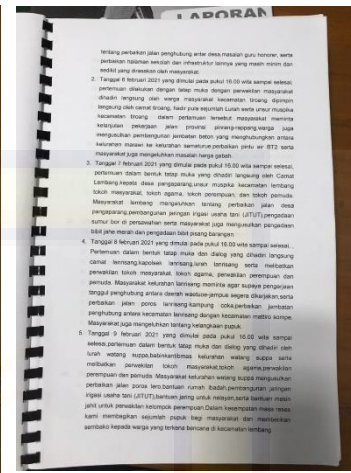 LAPORAN
tentang perbaikan jalan penghubung antar desa,masalah guru honorer, serta
perbaikan halaman sekolah dan infrastruktur lainnya yang masih minim dan
sedikit yang dirasakan oleh masyarakat.
2. Tanggal 6 februari 2021 yang dimulai pada pukul 16.00 wita sampai selesai,
pertemuan dilakukan dengan tatap muka dengan perwakilan masyarakat
dihadiri langsung oleh warga masyarakat kecamatan tiroang, dipimpin
langsung oleh camat tiroang, hadir pula sejumlah Lurah serta unsur muspika
kecamatan tiroang dalam pertemuan tersebut masyarakat meminta
kelanjutan pekerjaan jalan provinsi pinrang-rappang,warga juga
mengusulkan pembangunan jembatan beton yang menghubungkan antara
kelurahan marawi ke kelurahan samaturue,perbaikan pintu air BT2 serta
masyarakat juga mengeluhkan masalah harga gabah.
3. Tanggal 7 februari 2021 yang dimulai pada pukul 16.00 wita sampai selesai,
pertemuan dalam bentuk tatap muka yang dihadiri langsung oleh Camat
Lembang,kepala desa pangaparang,unsur muspika kecamatan lembang
tokoh masyarakat, tokoh agama, tokoh perempuan, dan tokoh pemuda.
Masyarakat lembang mengeluhkan tentang perbaikan jalan desa
pangaparang,pembangunan jaringan irigasi usaha tani (JITUT),pengadaan
sumur bor di persawahan serta masyarakat juga mengusulkan pengadaan
bibit jahe merah dan pengadaan bibit pisang barangan.
4. Tanggal 8 februari 2021 yang dimulai pada pukul 16.00 wita sampai selesai,
Pertemuan dalam bentuk tatap muka dan dialog yang dihadiri langsung
camat lanrisang,kapolsek lanrisang,lurah lanrisang serta melibatkan
perwakilan tokoh masyarakat, tokoh agama, perwakilan perempuan dan
pemuda. Masyarakat kelurahan lanrisang meminta agar supaya pengerjaan
tanggul penghubung antara daerah waetuoe-jampue segera dikerjakan,serta
perbaikan jalan poros lanrisang-kampung coka,perbaikan jambatan
penghubung antara kecamatan lanrisang dengan kecamatan mattiro sompe.
Masyarakat juga mengeluhkan tentang kelangkaan pupuk.
5. Tanggal 9 februari 2021 yang dimulai pada pukul 16.00 wita sampai
selesai,pertemuan dalam bentuk tatap muka dan dialog yang dihadiri oleh
lurah watang suppa,babinkamtibmas kelurahan watang suppa serta
melibatkan perwakilan tokoh masyarakat,tokoh agama,perwakilan
perempuan dan pemuda. Masyarakat kelurahan watang suppa mengusulkan
perbaikan jalan poros lero,bantuan rumah ibadah,pembangunan jaringan
irigasi usaha tani (JITUT),bantuan jaring untuk nelayan,serta bantuan mesin
jahit untuk perwakilan kelompok perempuan.Dalam kesempatan masa reses
kami membagikan sejumlah pupuk bagi masyarakat dan memberikan
sembako kepada warga yang terkena bencana di kecamatan lembang